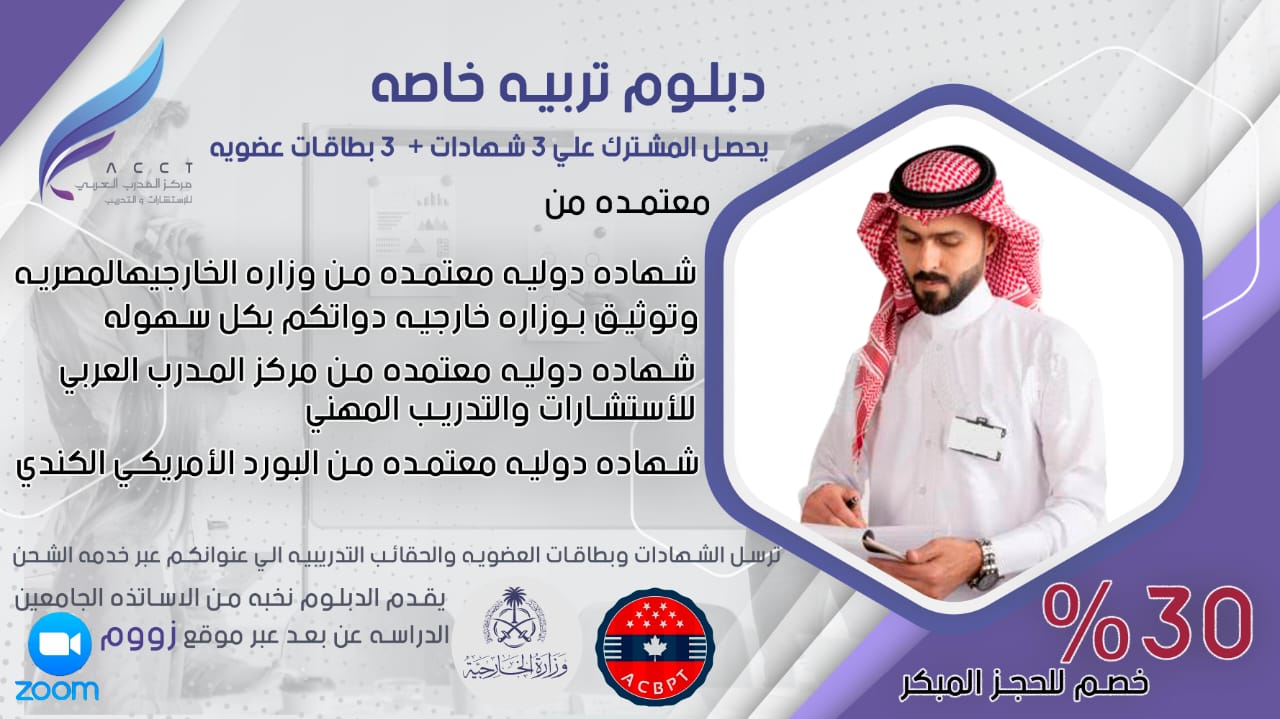 دبلوم تربيه خاصه
يحصل المشترك علي 3 شهادات + 3 بطاقات عضويه
معتمده من
شهاده دوليه معتمده من وزاره الخارجيهالمصريه
وتوثيق بوزاره خارجيه دواتكم بكل سهوله
شهاده دوليه معتمده من مركز المدرب العربي
للأستشارات والتدريب المهني
شهاده دوليه معتمده من البورد الأمريكي الكندي
ترسل الشهادات وبطاقات العضويه والحقائب التدريبيه الي عنوانكم عبر خدمه الشحن
يقدم الدبلوم نخبه من الاساتذه الجامعين
الدراسه عن بعد عبر موقع زووم
zoom
وزارة الخارجية
ACBPT
%30
خصم للحجز المبكر
ACCT
مركز المدرب العربي
للإستشارات و التدريب